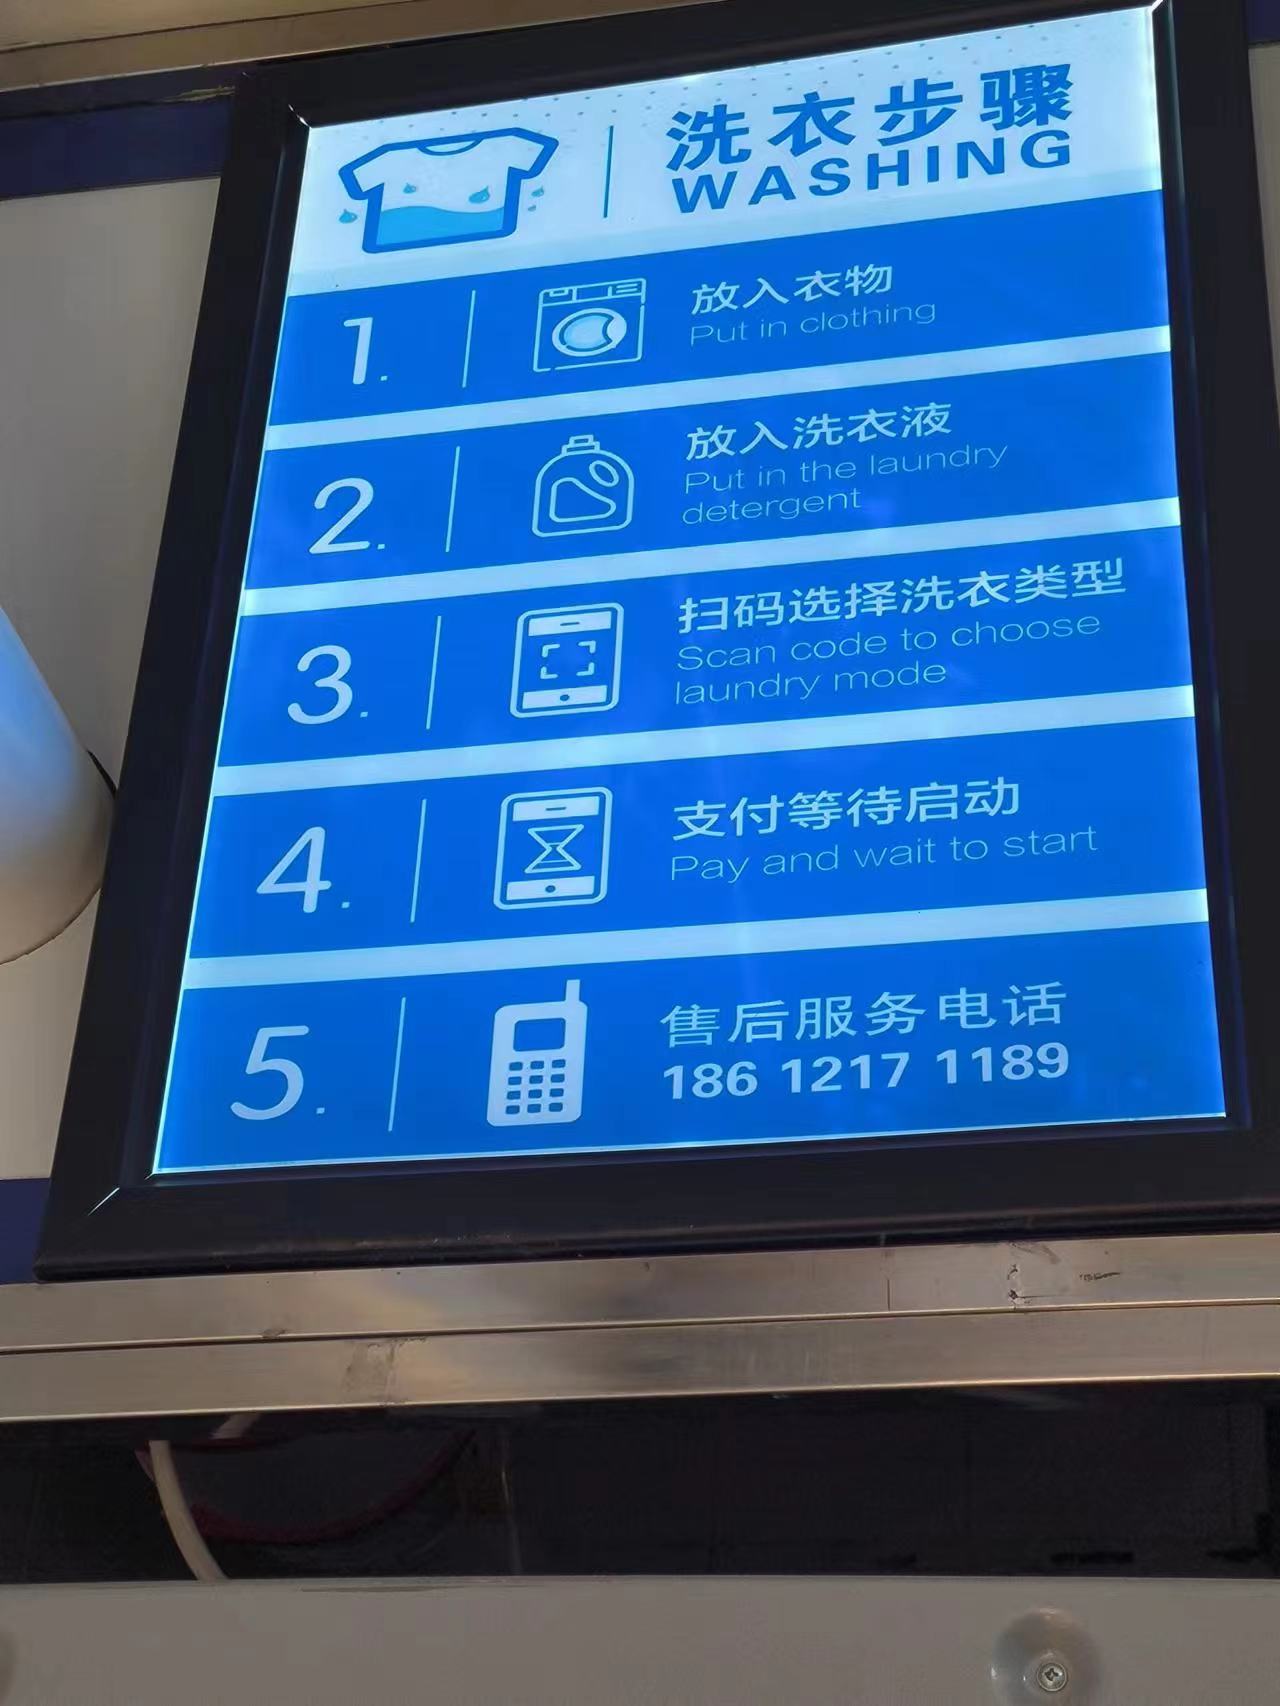 洗衣步骤
WASHING
1.
放入衣物
Put in clothing
2.
放入洗衣液
Put in the laundry
detergent
3.
扫码选择洗衣类型
Scan code to choose
laundry mode
4.
支付等待启动
Pay and wait to start
5.
售后服务电话
186 1217 1189